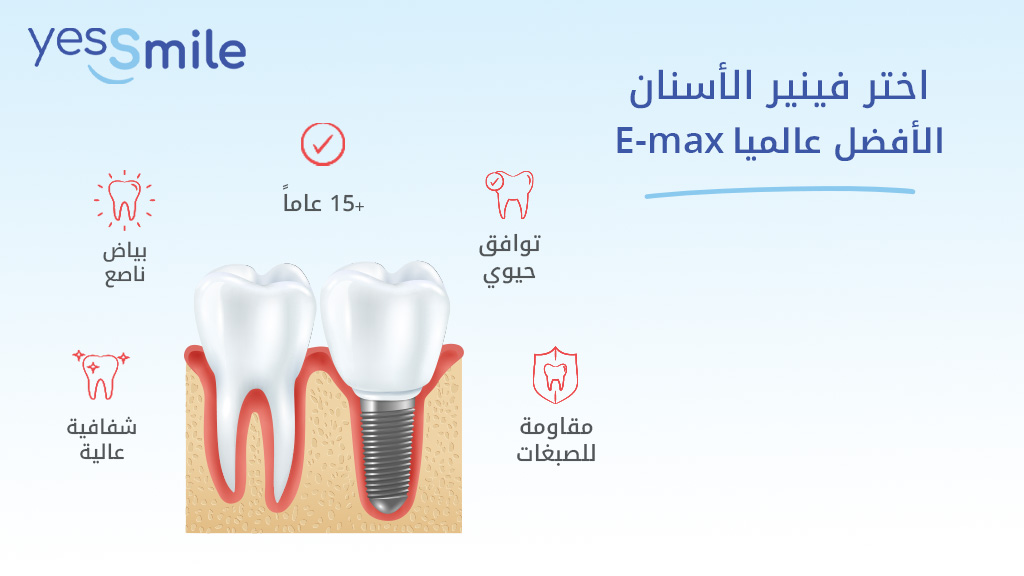 yesSmile
اختر فينير الأسنان
الأفضل عالميا E-max
+15 عاماً
توافق
حيوي
بياض
ناصع
مقاومة
للصبغات
شفافية
عالية